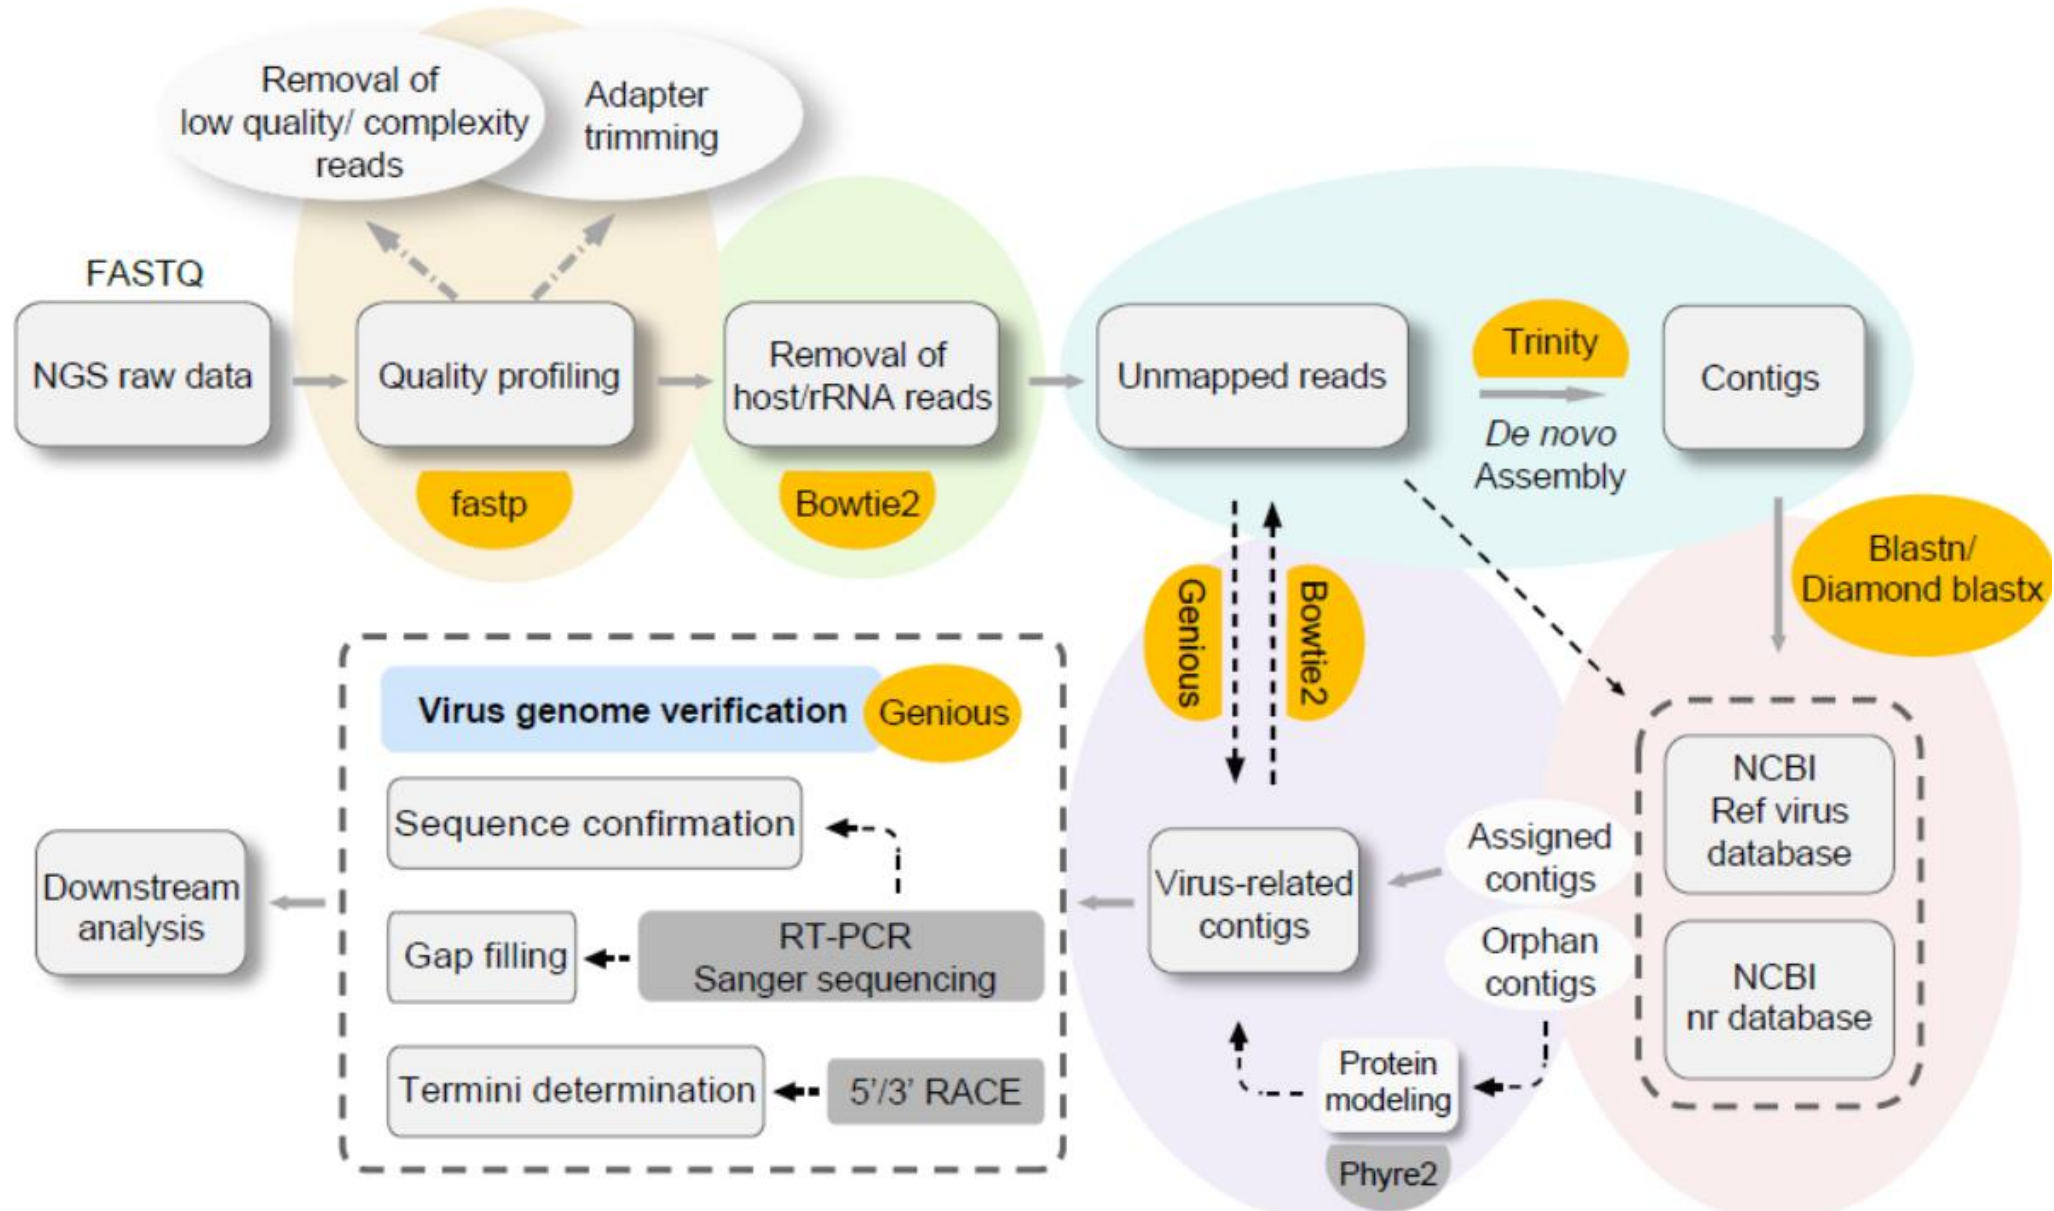 Removal of
low quality/ complexity
reads
Adapter
trimming
FASTQ
NGS raw data
Quality profiling
fastp
Removal of
host/rRNA reads
Bowtie2
Unmapped reads
Trinity
De novo
Assembly
Contigs
Blastn/
Diamond blastx
Genious
Bowtie2
NCBI
Ref virus
database
NCBI
nr database
Assigned
contigs
Orphan
contigs
Protein
modeling
Phyre2
Virus-related
contigs
Virus genome verification
Genious
Sequence confirmation
Gap filling
RT-PCR
Sanger sequencing
Termini determination
5’/3’ RACE
Downstream
analysis